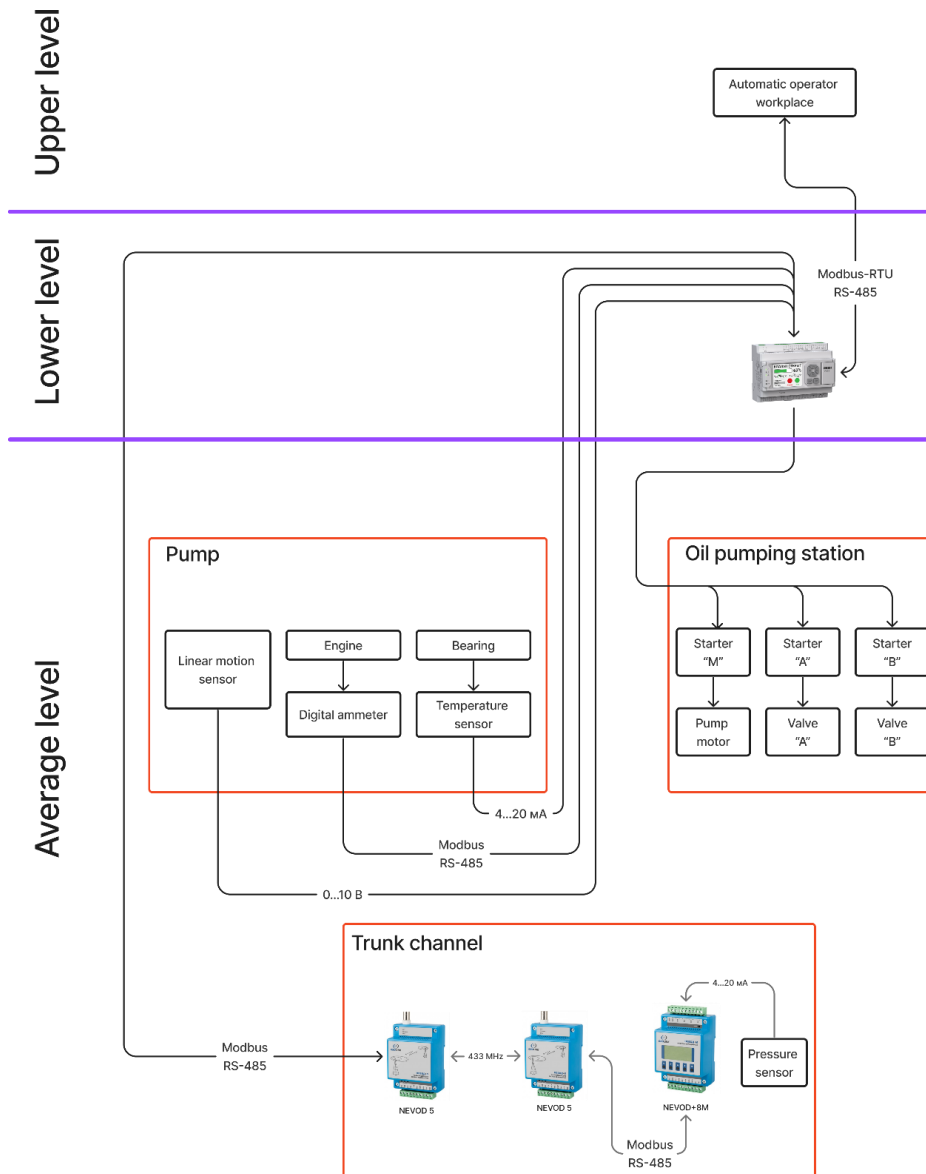 Upper level
Automatic operator
workplace
Lower level
Modbus-RTU
RS-485
Average level
Pump
Linear motion
sensor
Engine
Digital ammeter
Bearing
Temperature
sensor
4...20 мА
Modbus
RS-485
0...10 В
Oil pumping station
Starter
“M”
Starter
“A”
Starter
“B”
Pump
motor
Valve
“A”
Valve
“B”
Trunk channel
Modbus
RS-485
NEVOD 5
433 MHz
NEVOD 5
4...20 мА
NEVOD+8M
Pressure
sensor
Modbus
RS-485